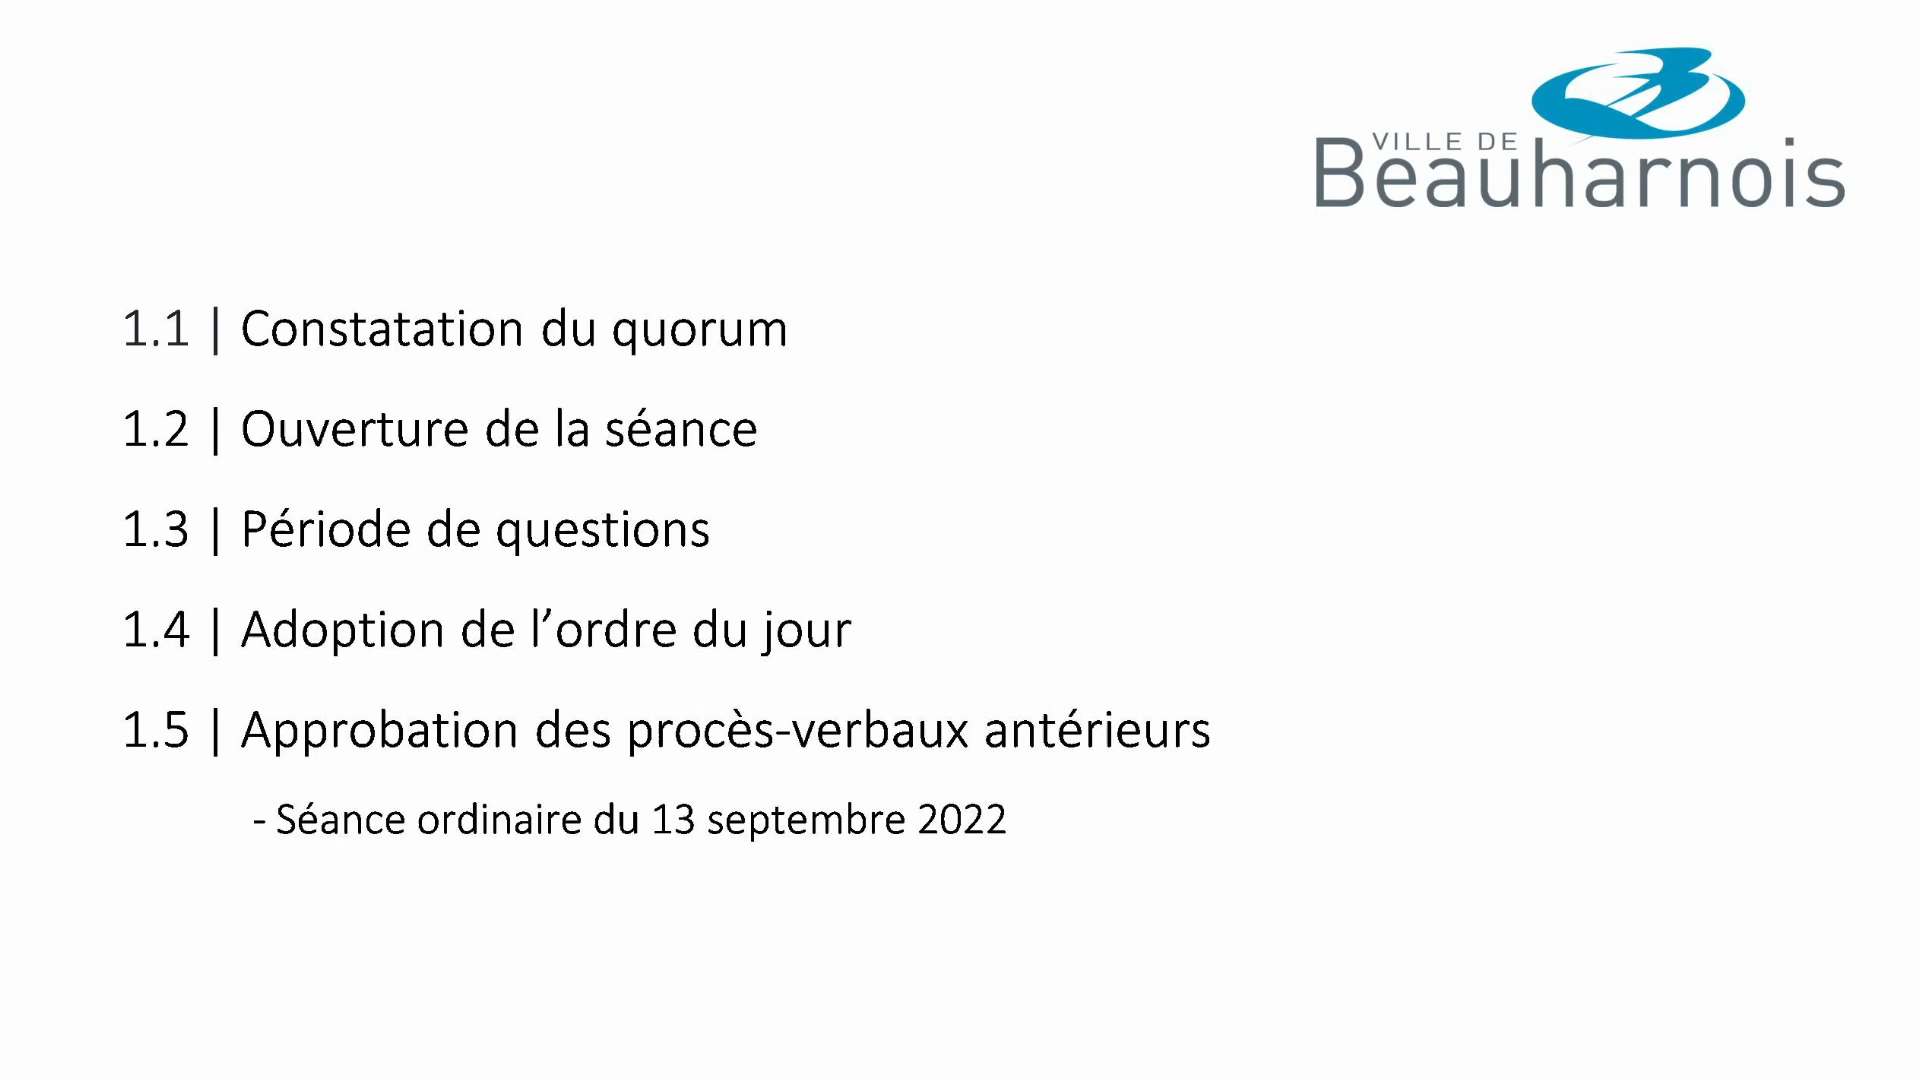 VILLE DE
Beauharnois
1.1 | Constatation du quorum
1.2 | Ouverture de la séance
1.3 | Période de questions
1.4 | Adoption de l’ordre du jour
1.5 | Approbation des procès-verbaux antérieurs
- Séance ordinaire du 13 septembre 2022